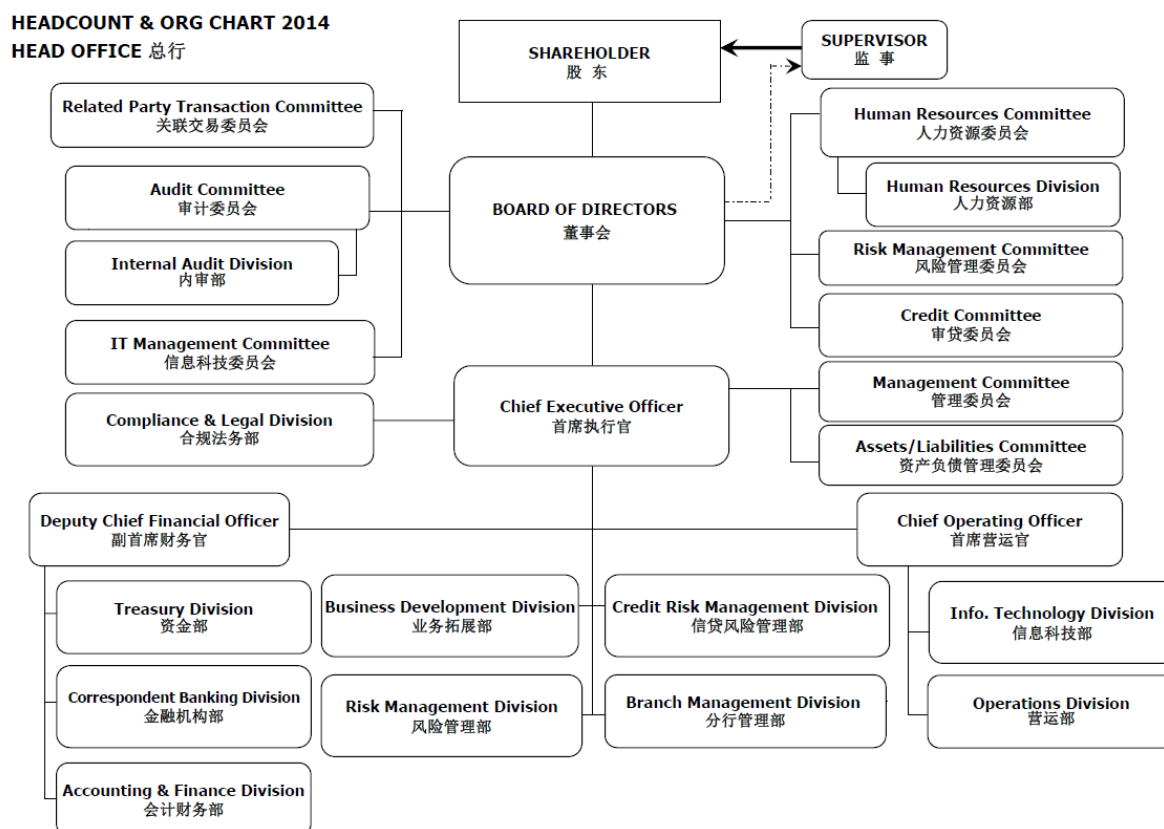 HEADCOUNT & ORG CHART 2014
HEAD OFFICE 总行
SHAREHOLDER
股 东
SUPERVISOR
监 事
Related Party Transaction Committee
关联交易委员会
Audit Committee
审计委员会
Internal Audit Division
内审部
IT Management Committee
信息科技委员会
Compliance & Legal Division
合规法务部
BOARD OF DIRECTORS
董事会
Chief Executive Officer
首席执行官
Human Resources Committee
人力资源委员会
Human Resources Division
人力资源部
Risk Management Committee
风险管理委员会
Credit Committee
审贷委员会
Management Committee
管理委员会
Assets/Liabilities Committee
资产负债管理委员会
Deputy Chief Financial Officer
副首席财务官
Chief Operating Officer
首席营运官
Treasury Division
资金部
Correspondent Banking Division
金融机构部
Accounting & Finance Division
会计财务部
Business Development Division
业务拓展部
Credit Risk Management Division
信贷风险管理部
Risk Management Division
风险管理部
Branch Management Division
分行管理部
Info. Technology Division
信息科技部
Operations Division
营运部